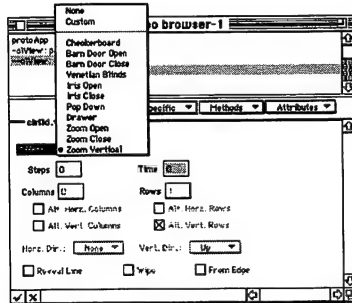 None
Custom
browser-1
protoApp
Checkerboard
Barn Door Open
Barn Door Close
Venetian Blinds
Iris Open
Iris Close
Pop Down
Drawer
Zoom Open
Zoom Close
Zoom Vertical
Methods
Attributes
Steps 0
Time 0
Columns 0
Rows 1
Alt. Horz. Columns
Alt. Horz. Rows
Alt. Vert. Columns
Alt. Vert. Rows
Horz. Dir.: None
Vert. Dir.: Up
Reveal Line
Wipe
From Edge